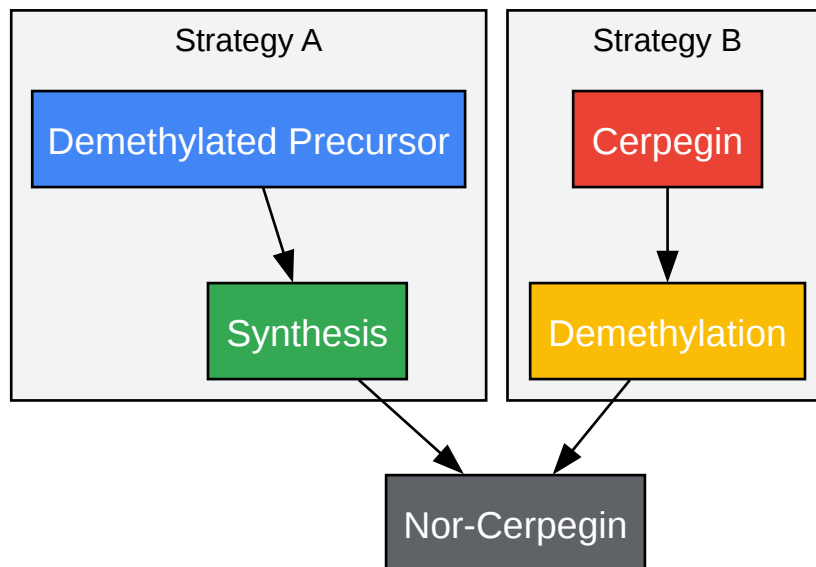 Strategy A
Strategy B
Demethylated Precursor
Cerpegin
Synthesis
Demethylation
Nor-Cerpegin